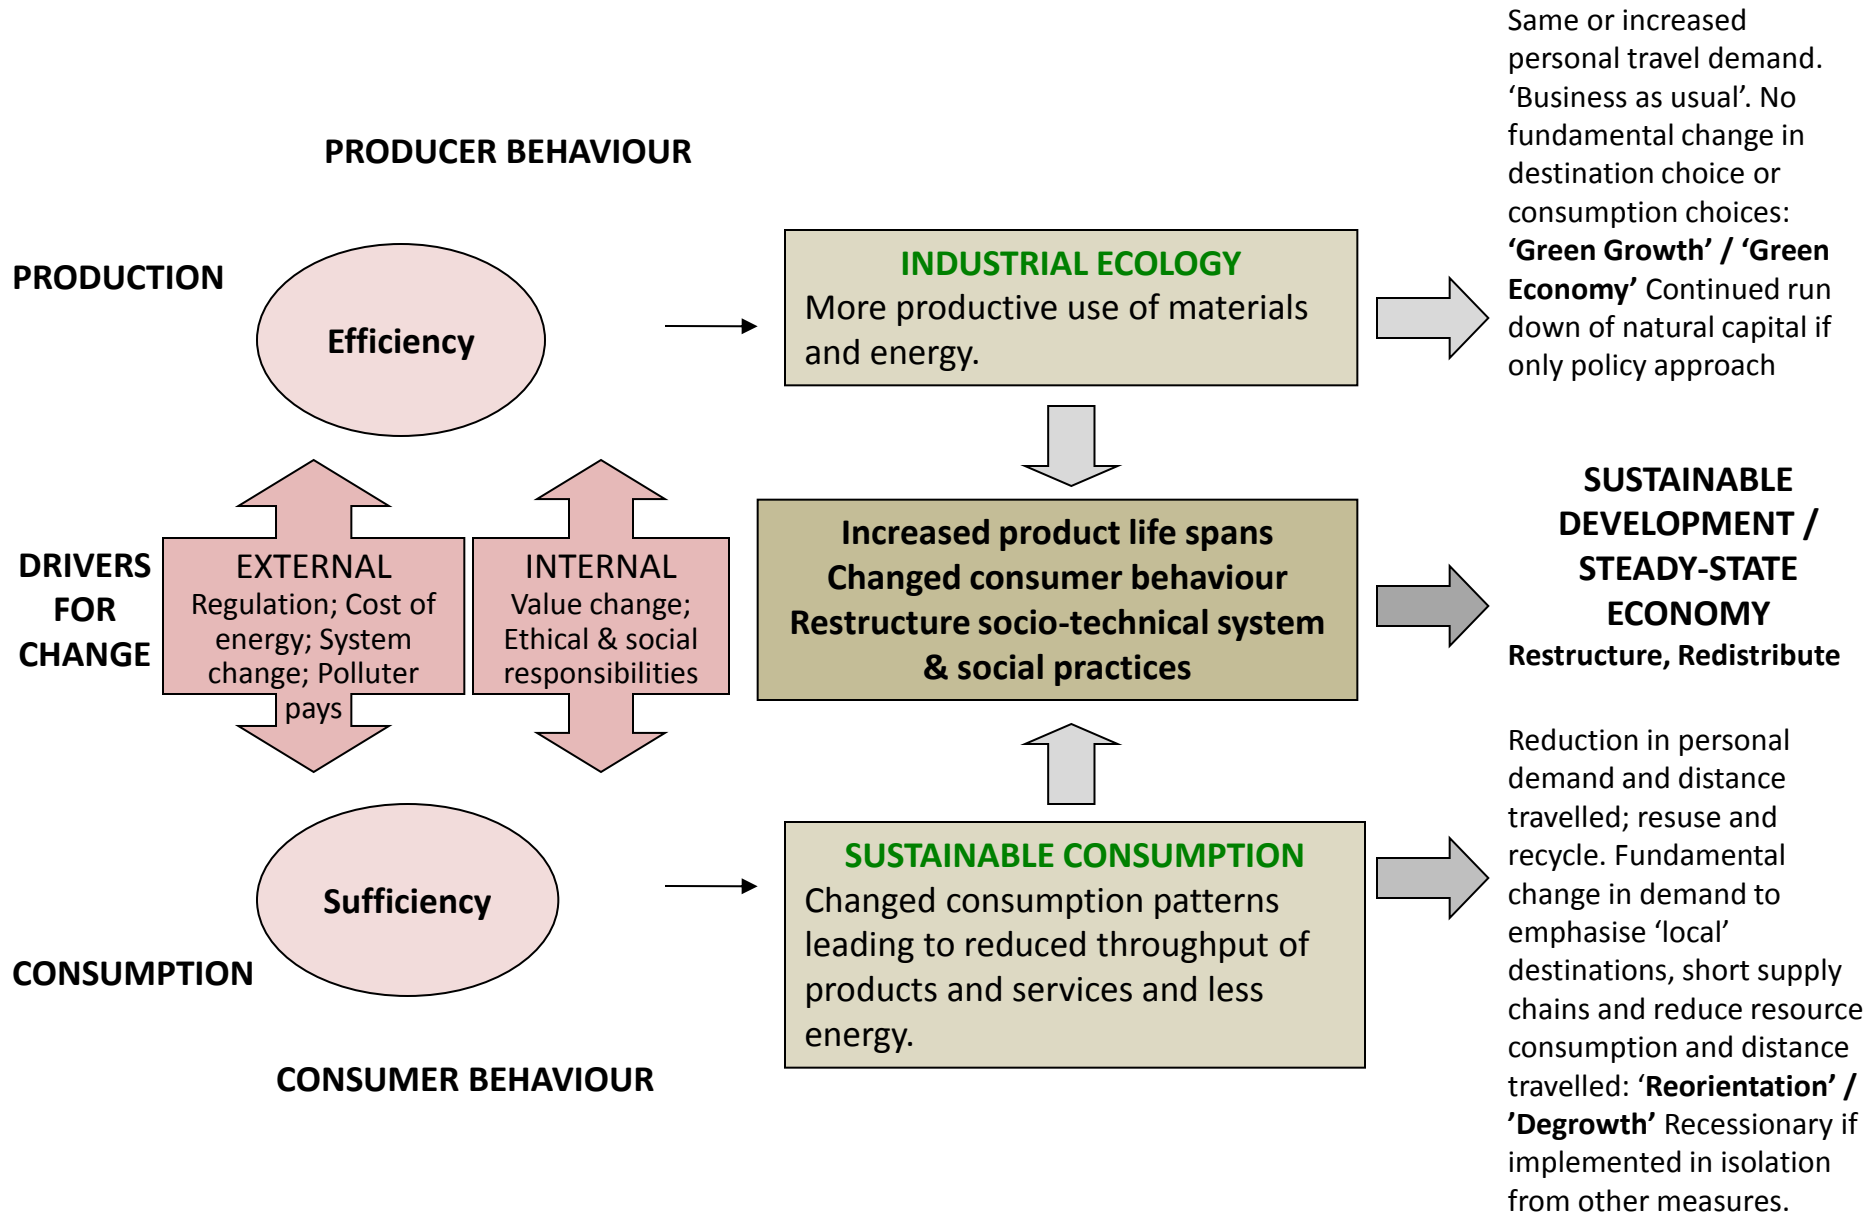 PRODUCER BEHAVIOUR
PRODUCTION
Efficiency
INDUSTRIAL ECOLOGY
More productive use of materials
and energy.
Same or increased
personal travel demand.
‘Business as usual’. No
fundamental change in
destination choice or
consumption choices:
‘Green Growth’ / ‘Green
Economy’ Continued run
down of natural capital if
only policy approach
DRIVERS
FOR
CHANGE
EXTERNAL
Regulation; Cost of
energy; System
change; Polluter
pays
INTERNAL
Value change;
Ethical & social
responsibilities
Increased product life spans
Changed consumer behaviour
Restructure socio-technical system
& social practices
SUSTAINABLE
DEVELOPMENT /
STEADY-STATE
ECONOMY
Restructure, Redistribute
Sufficiency
CONSUMPTION
CONSUMER BEHAVIOUR
SUSTAINABLE CONSUMPTION
Changed consumption patterns
leading to reduced throughput of
products and services and less
energy.
Reduction in personal
demand and distance
travelled; resuse and
recycle. Fundamental
change in demand to
emphasise ‘local’
destinations, short supply
chains and reduce resource
consumption and distance
travelled: ‘Reorientation’ /
’Degrowth’ Recessionary if
implemented in isolation
from other measures.